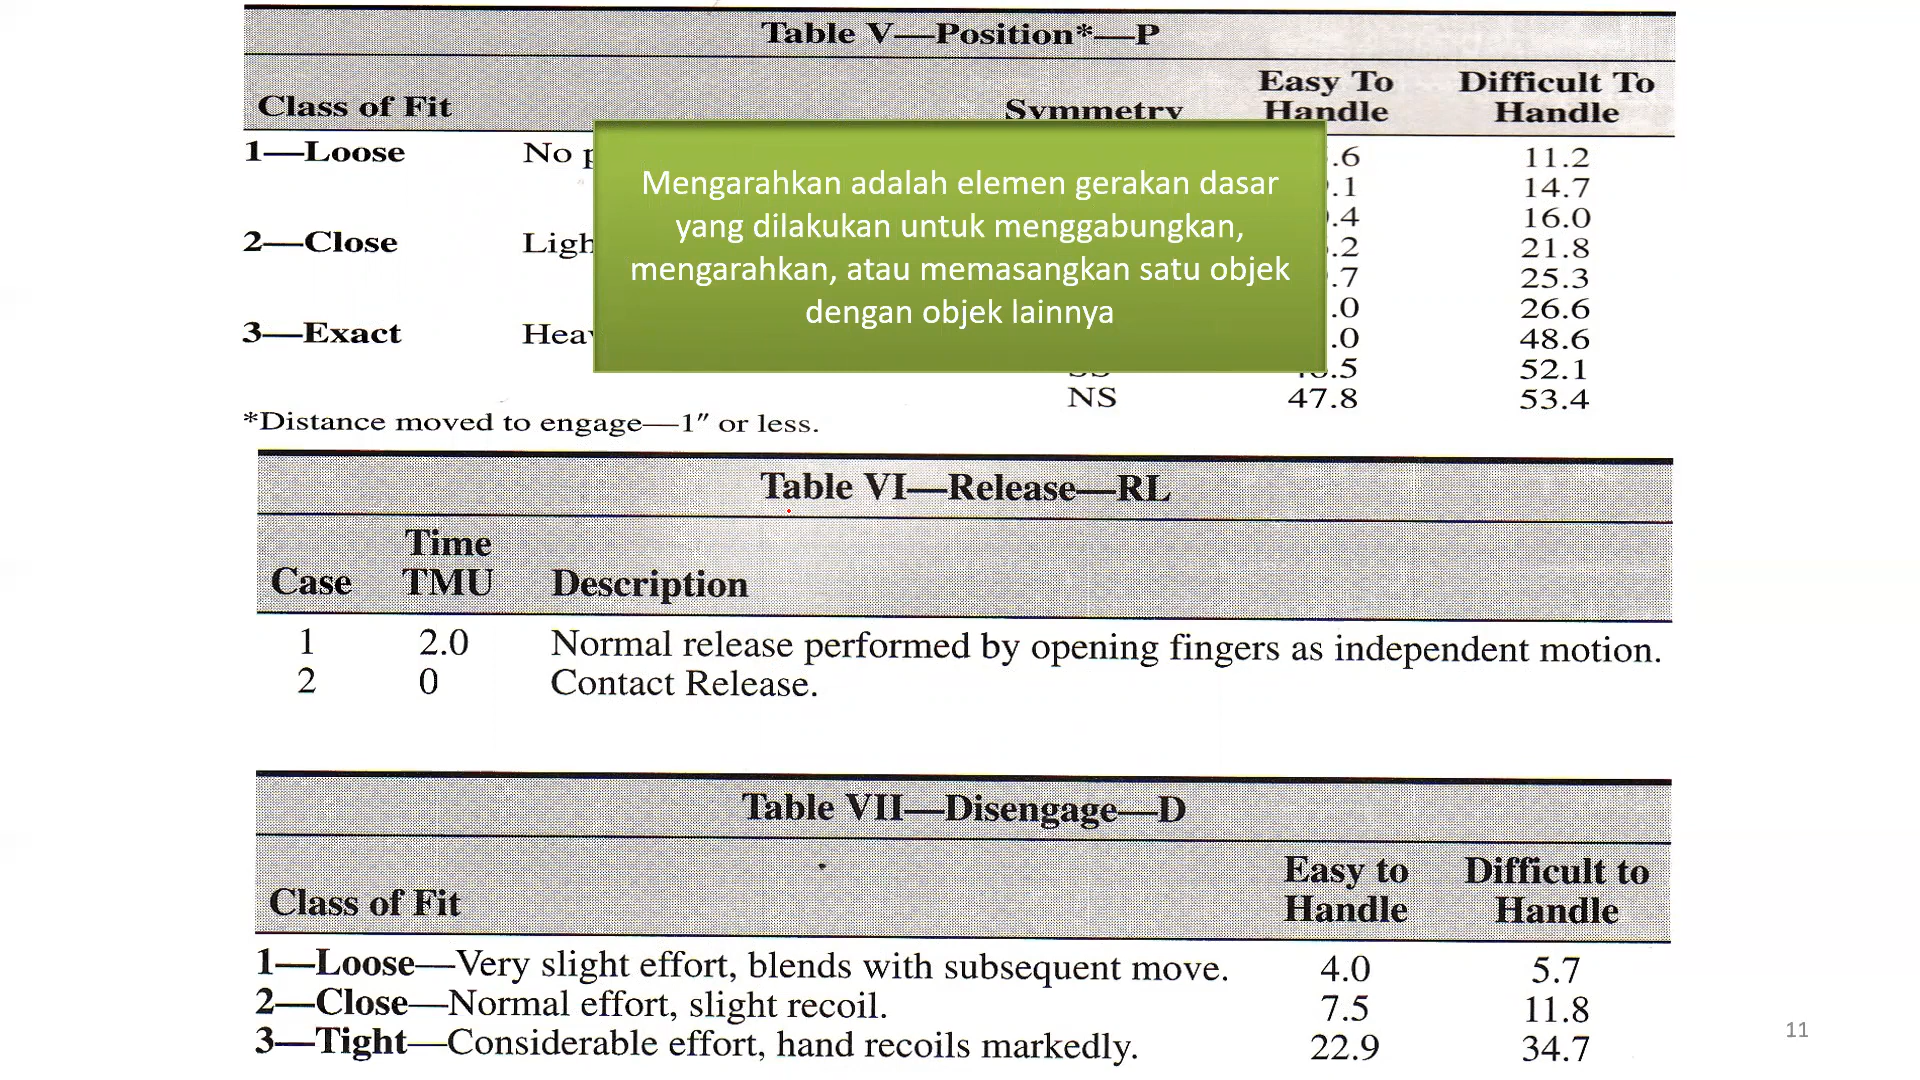 Table V—Position*—P
Class of Fit Symmetry Easy To Handle Difficult To Handle
1—Loose No .6 11.2
.1 14.7
.4 16.0
2—Close .2 21.8
.7 25.3
.0 26.6
3—Exact .0 48.6
SS .5 52.1
NS 47.8 53.4
*Distance moved to engage—1″ or less.
Mengarahkan adalah elemen gerakan dasar
yang dilakukan untuk menggabungkan,
mengarahkan, atau memasangkan satu objek
dengan objek lainnya
Table VI—Release—RL
Case Time TMU Description
1 2.0 Normal release performed by opening fingers as independent motion.
2 0 Contact Release.
Table VII—Disengage—D
Class of Fit Easy to Handle Difficult to Handle
1—Loose—Very slight effort, blends with subsequent move. 4.0 5.7
2—Close—Normal effort, slight recoil. 7.5 11.8
3—Tight—Considerable effort, hand recoils markedly. 22.9 34.7
11